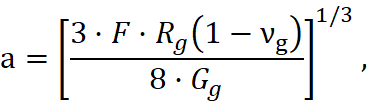 a = [3 · F · R_g(1 − ν_g) / 8 · G_g]^{1/3} ,